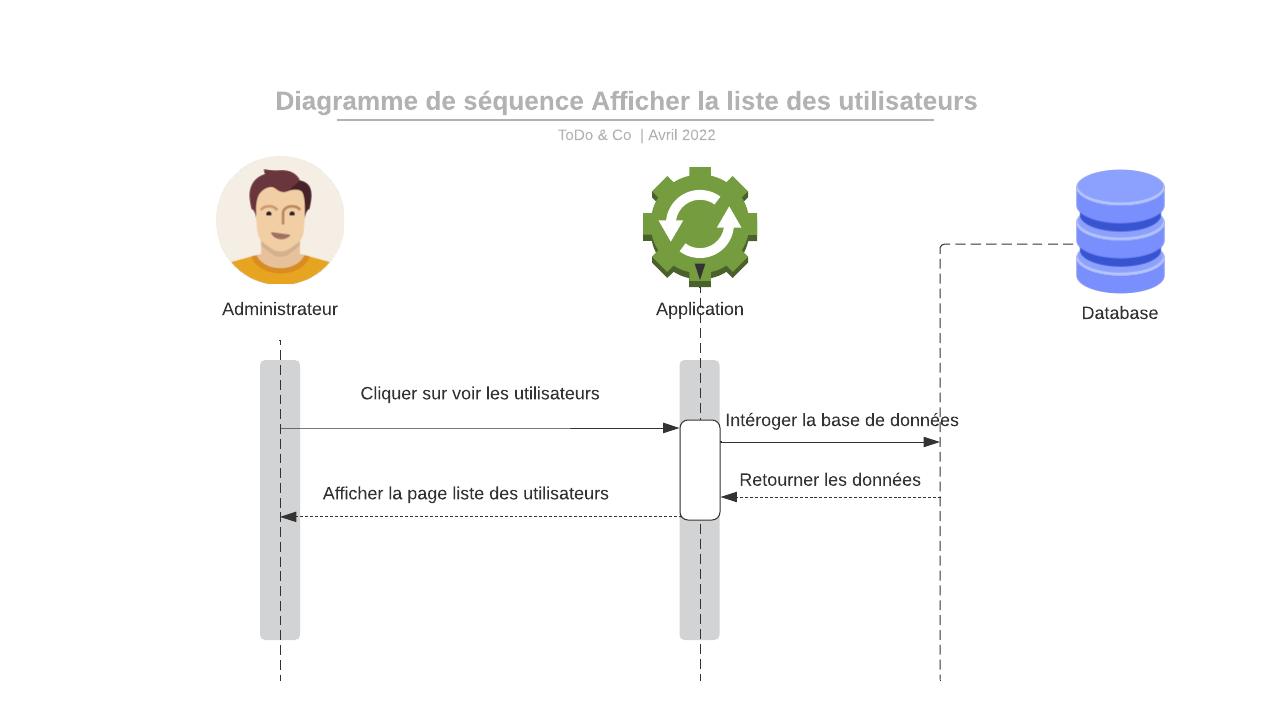 Diagramme de séquence Afficher la liste des utilisateurs
ToDo & Co | Avril 2022
Administrateur
Application
Database
Cliquer sur voir les utilisateurs
Intéroger la base de données
Retourner les données
Afficher la page liste des utilisateurs